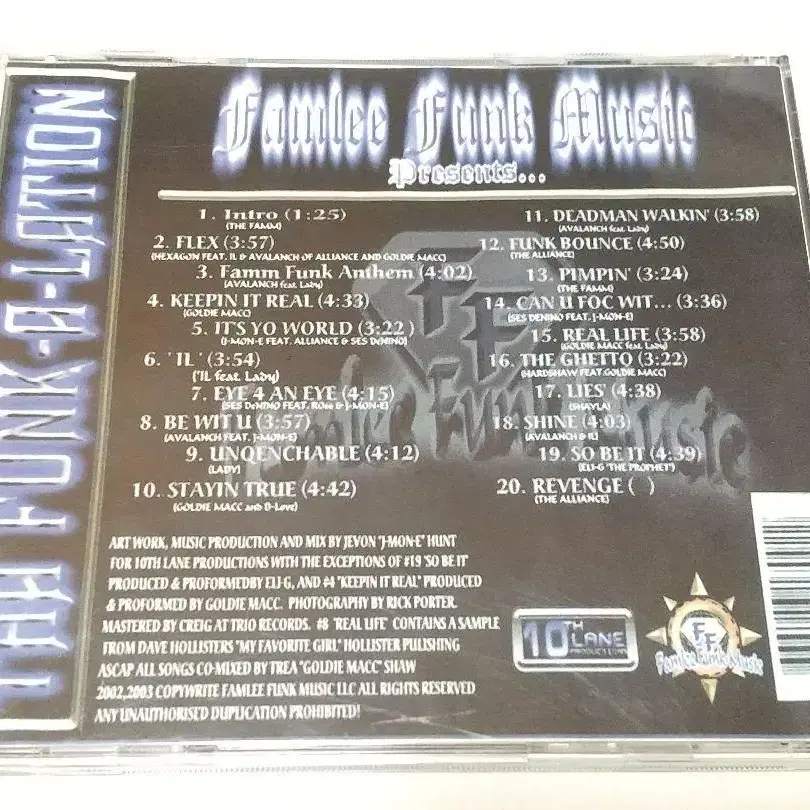 THA FUNK-A-LATION
Famlee Funk Music
Presents...
1. Intro (1:25)
(THE FAMM)
2. FLEX (3:57)
(HEXAGON FEAT. IL & AVALANCH OF ALLIANCE AND GOLDIE MACC)
3. Famm Funk Anthem (4:02)
(AVALANCH feat. Lady)
4. KEEPIN IT REAL (4:33)
(GOLDIE MACC)
5. IT'S YO WORLD (3:22 )
(J-MON-E FEAT. ALLIANCE & SES DeNINO)
6. 'IL' (3:54)
('IL feat. Lady)
7. EYE 4 AN EYE (4:15)
(SES DeNINO FEAT. ROss & J-MON-E)
8. BE WIT U (3:57)
(AVALANCH FEAT. J-MON-E)
9. UNQENCHABLE (4:12)
(LADY)
10. STAYIN TRUE (4:42)
(GOLDIE MACC and D-Love)
11. DEADMAN WALKIN' (3:58)
(AVALANCH feat. Lady)
12. FUNK BOUNCE (4:50)
(THE ALLIANCE)
13. PIMPIN' (3:24)
(THE FAMM)
14. CAN U FOC WIT... (3:36)
(SES DENINO FEAT. J-MON-E)
15. REAL LIFE (3:58)
(GOLDIE MACC feat. Lady)
16. THE GHETTO (3:22)
(HARDSHAW FEAT.GOLDIE MACC)
17. LIES' (4:38)
(SHAYLA)
18. SHINE (4:03)
(AVALANCH & IL)
19. SO BE IT (4:39)
(ELI-G 'THE PROPHET')
20. REVENGE ( )
(THE ALLIANCE)
FF
Famlee Funk Music
ART WORK, MUSIC PRODUCTION AND MIX BY JEVON "J-MON-E" HUNT
FOR 10TH LANE PRODUCTIONS WITH THE EXCEPTIONS OF #19 'SO BE IT'
PRODUCED & PROFORMEDBY ELI-G, AND #4 "KEEPIN IT REAL" PRODUCED
& PROFORMED BY GOLDIE MACC. PHOTOGRAPHY BY RICK PORTER.
MASTERED BY CREIG AT TRIO RECORDS. #8 "REAL LIFE" CONTAINS A SAMPLE
FROM DAVE HOLLISTERS "MY FAVORITE GIRL" HOLLISTER PULISHING
ASCAP ALL SONGS CO-MIXED BY TREA "GOLDIE MACC" SHAW
2002,2003 COPYWRITE FAMLEE FUNK MUSIC LLC ALL RIGHTS RESERVED
ANY UNAUTHORISED DUPLICATION PROHIBITED!
10TH LANE
PRODUCTIONS
FF
Famlee Funk Music